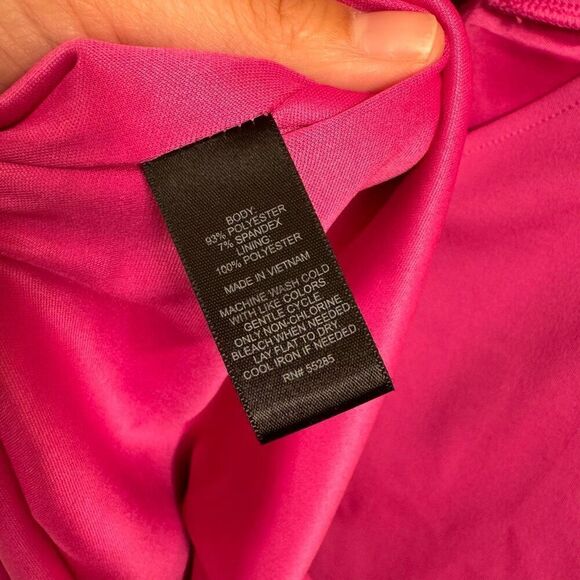 BODY:
93% POLYESTER
7% SPANDEX
LINING:
100% POLYESTER
MADE IN VIETNAM
MACHINE WASH COLD
WITH LIKE COLORS
GENTLE CYCLE
ONLY NON-CHLORINE
BLEACH WHEN NEEDED
LAY FLAT TO DRY
COOL IRON IF NEEDED
RN# 55285